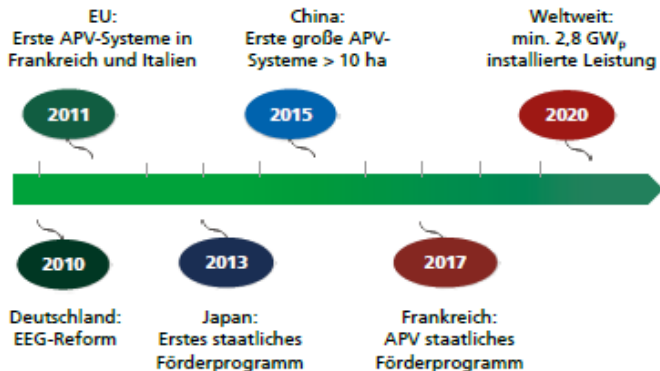 EU:
Erste APV-Systeme in
Frankreich und Italien
China:
Erste große APV-
Systeme > 10 ha
Weltweit:
min. 2,8 GWₚ
installierte Leistung
2011
2015
2020
2010
2013
2017
Deutschland:
EEG-Reform
Japan:
Erstes staatliches
Förderprogramm
Frankreich:
APV staatliches
Förderprogramm